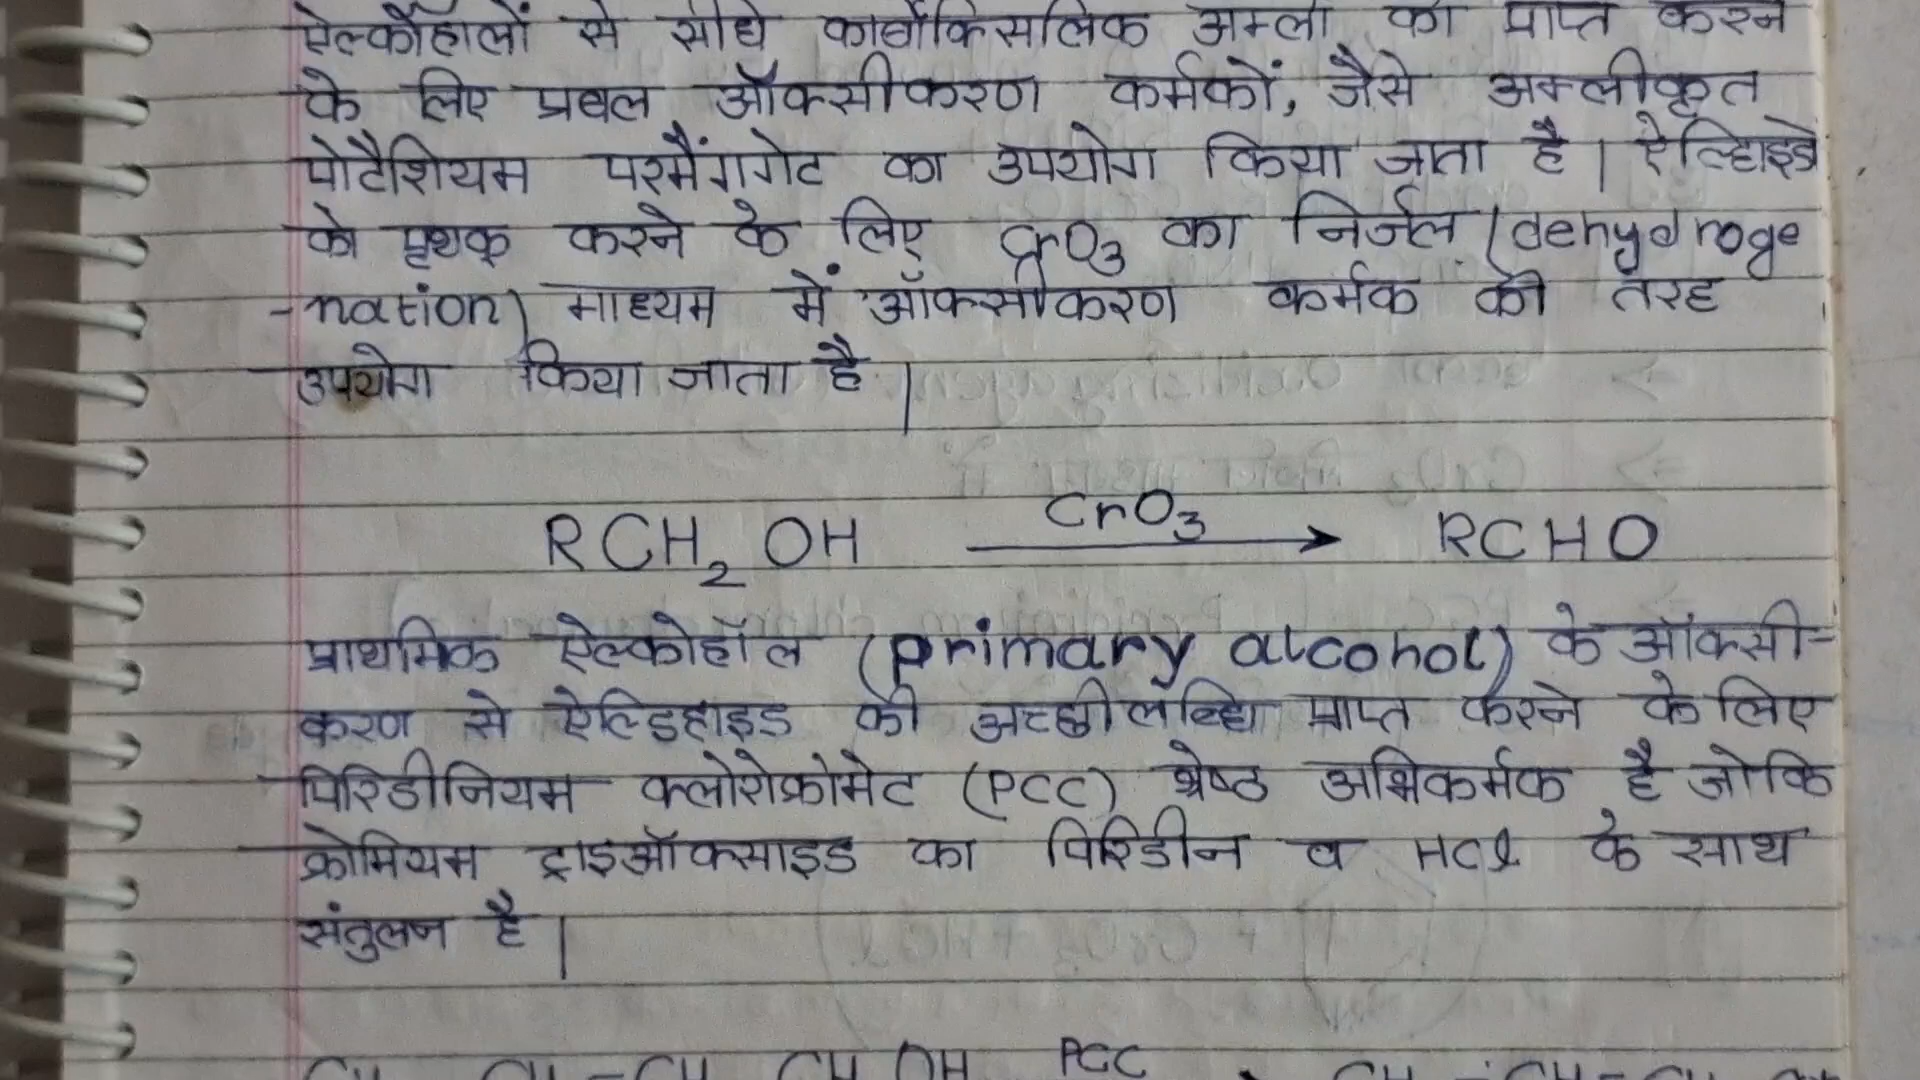 ऐल्कोहॉलों से सीधे कार्बोक्सिलिक अम्लों को प्राप्त करने
के लिए प्रबल ऑक्सीकरण कर्मकों, जैसे अम्लीकृत
पोटैशियम परमैंगनेट का उपयोग किया जाता है। ऐल्डिहाइडों
को पृथक् करने के लिए CrO3 का निर्जल (dehydroge
-nation) माध्यम में ऑक्सीकरण कर्मक की तरह
उपयोग किया जाता है।
RCH2OH CrO3 → RCHO
प्राथमिक ऐल्कोहॉल (primary alcohol) के ऑक्सी-
करण से ऐल्डिहाइड की अच्छी लब्धि प्राप्त करने के लिए
पिरिडीनियम क्लोरोक्रोमेट (PCC) श्रेष्ठ अभिकर्मक है जोकि
क्रोमियम ट्राइऑक्साइड का पिरिडीन व HCl के साथ
संतुलन है।
PCC